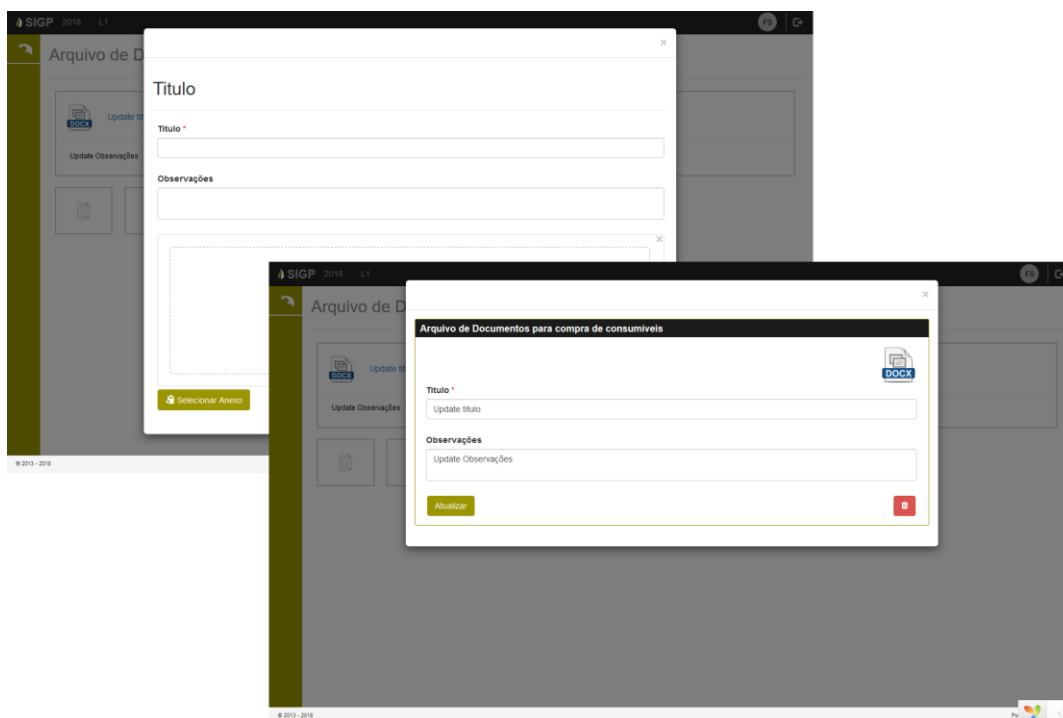 SIGP 2018 L1 FS
Arquivo de D
Titulo
DOCX Update tit
Titulo *
Update Observações
Observações
Selecionar Anexo
© 2013 - 2018
SIGP 2018 L1 FS
Arquivo de D
Arquivo de Documentos para compra de consumiveis
DOCX
DOCX Update tit
Titulo *
Update Observações
Update titulo
Observações
Update Observações
Atualizar
© 2013 - 2018